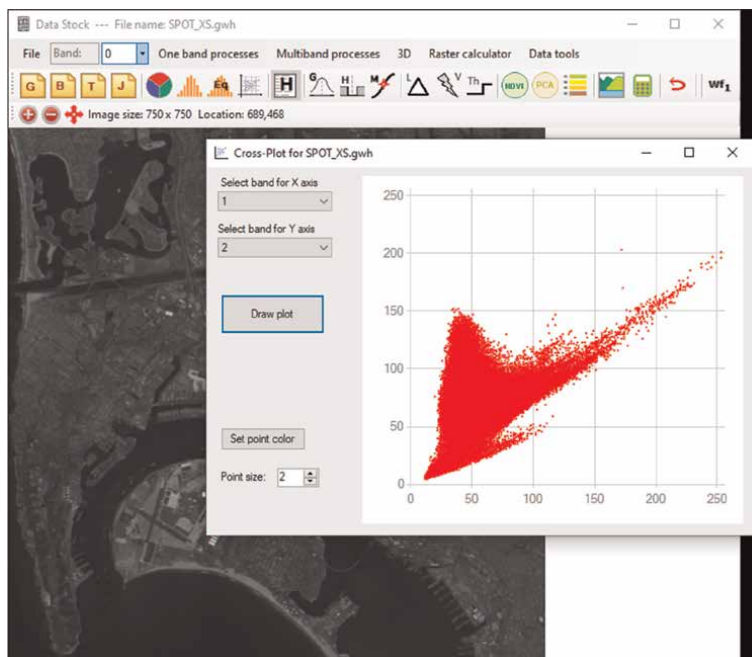 Data Stock --- File name: SPOT_XS.gwh
File Band: 0 One band processes Multiband processes 3D Raster calculator Data tools
G B T J Eq H G H M L V Th NDVI PCA wf1
Image size: 750 x 750 Location: 689,468
Cross-Plot for SPOT_XS.gwh
Select band for X axis
1
Select band for Y axis
2
Draw plot
Set point color
Point size: 2
250
200
150
100
50
0
0 50 100 150 200 250